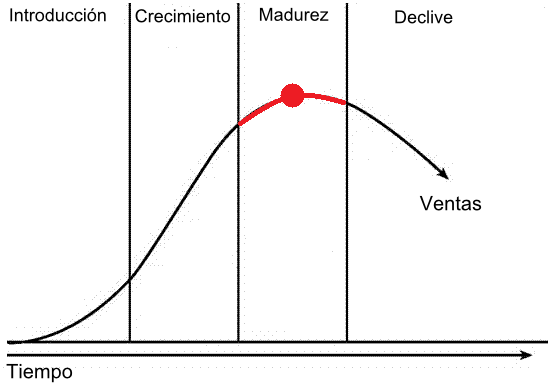 Introducción
Crecimiento
Madurez
Declive
Ventas
Tiempo